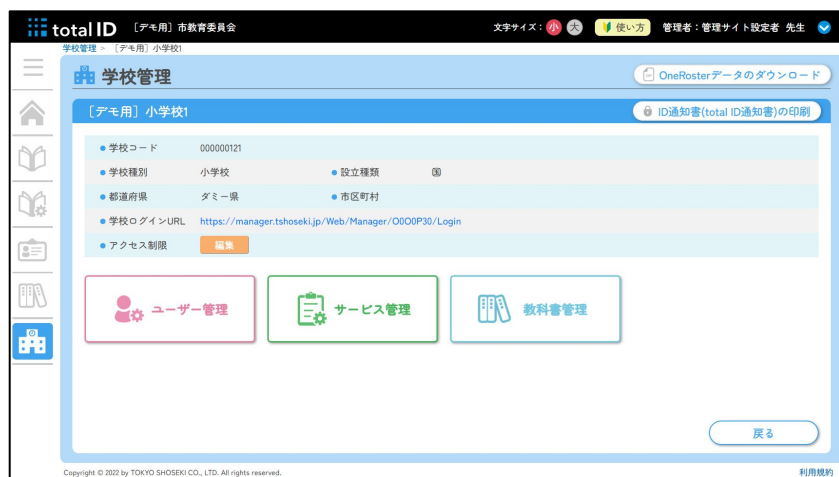 total ID ［デモ用］市教育委員会 文字サイズ： 小 大 使い方 管理者：管理サイト設定者 先生
学校管理 > ［デモ用］小学校1
学校管理 OneRosterデータのダウンロード
［デモ用］小学校1 ID通知書(total ID通知書)の印刷
学校コード 000000121
学校種別 小学校 設立種類 国
都道府県 ダミー県 市区町村
学校ログインURL https://manager.tshoseki.jp/Web/Manager/O0O0P30/Login
アクセス制限 編集
ユーザー管理 サービス管理 教科書管理
戻る
Copyright © 2022 by TOKYO SHOSEKI CO., LTD. All rights reserved. 利用規約